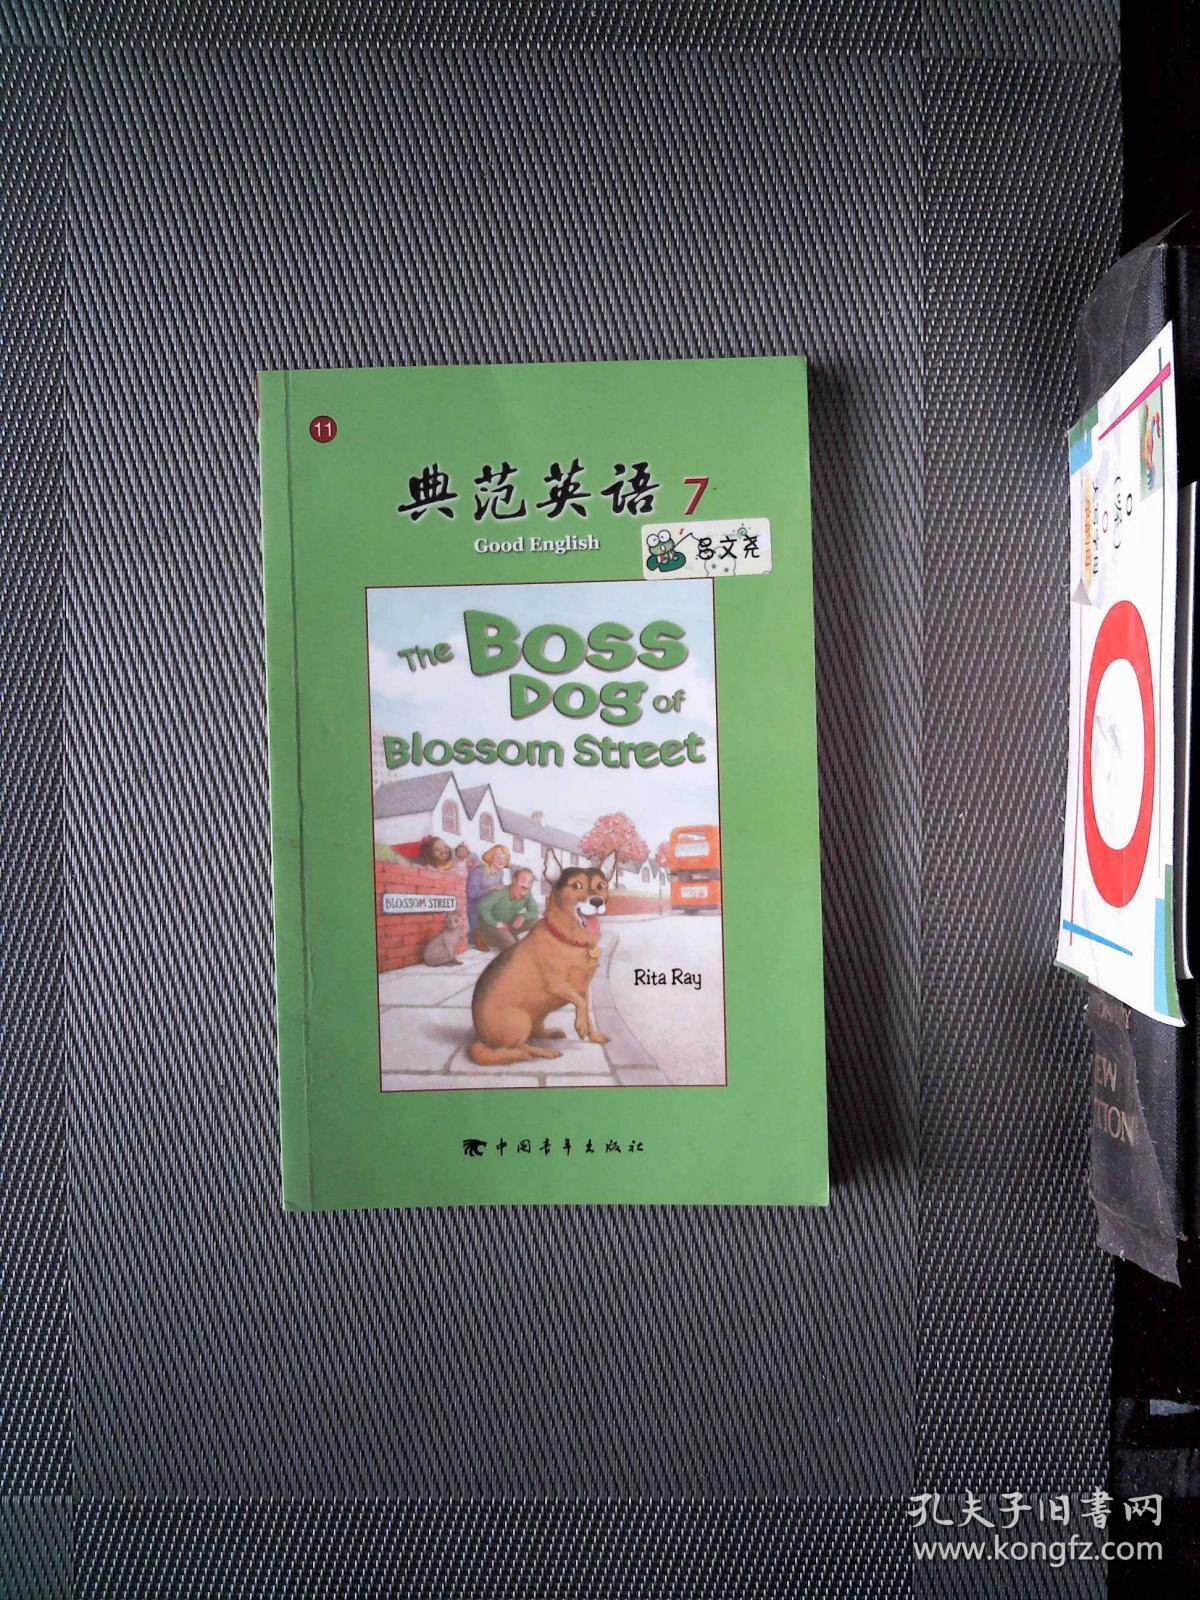 11
典范英语 7
Good English
吕文尧
The Boss
Dog of
Blossom Street
BLOSSOM STREET
Rita Ray
中国青年出版社
孔夫子旧书网
www.kongfz.com